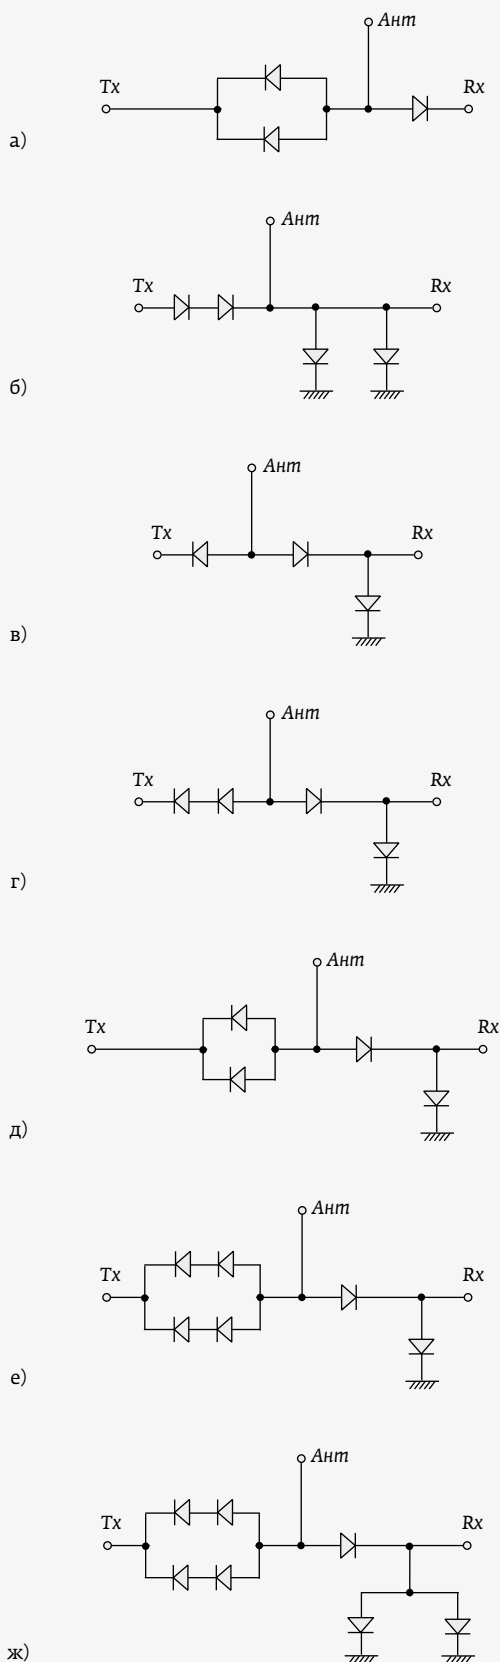 Ант
Tx
Rx
а)
Ант
Tx
Rx
б)
Ант
Tx
Rx
в)
Ант
Tx
Rx
г)
Ант
Tx
Rx
д)
Ант
Tx
Rx
е)
Ант
Tx
Rx
ж)